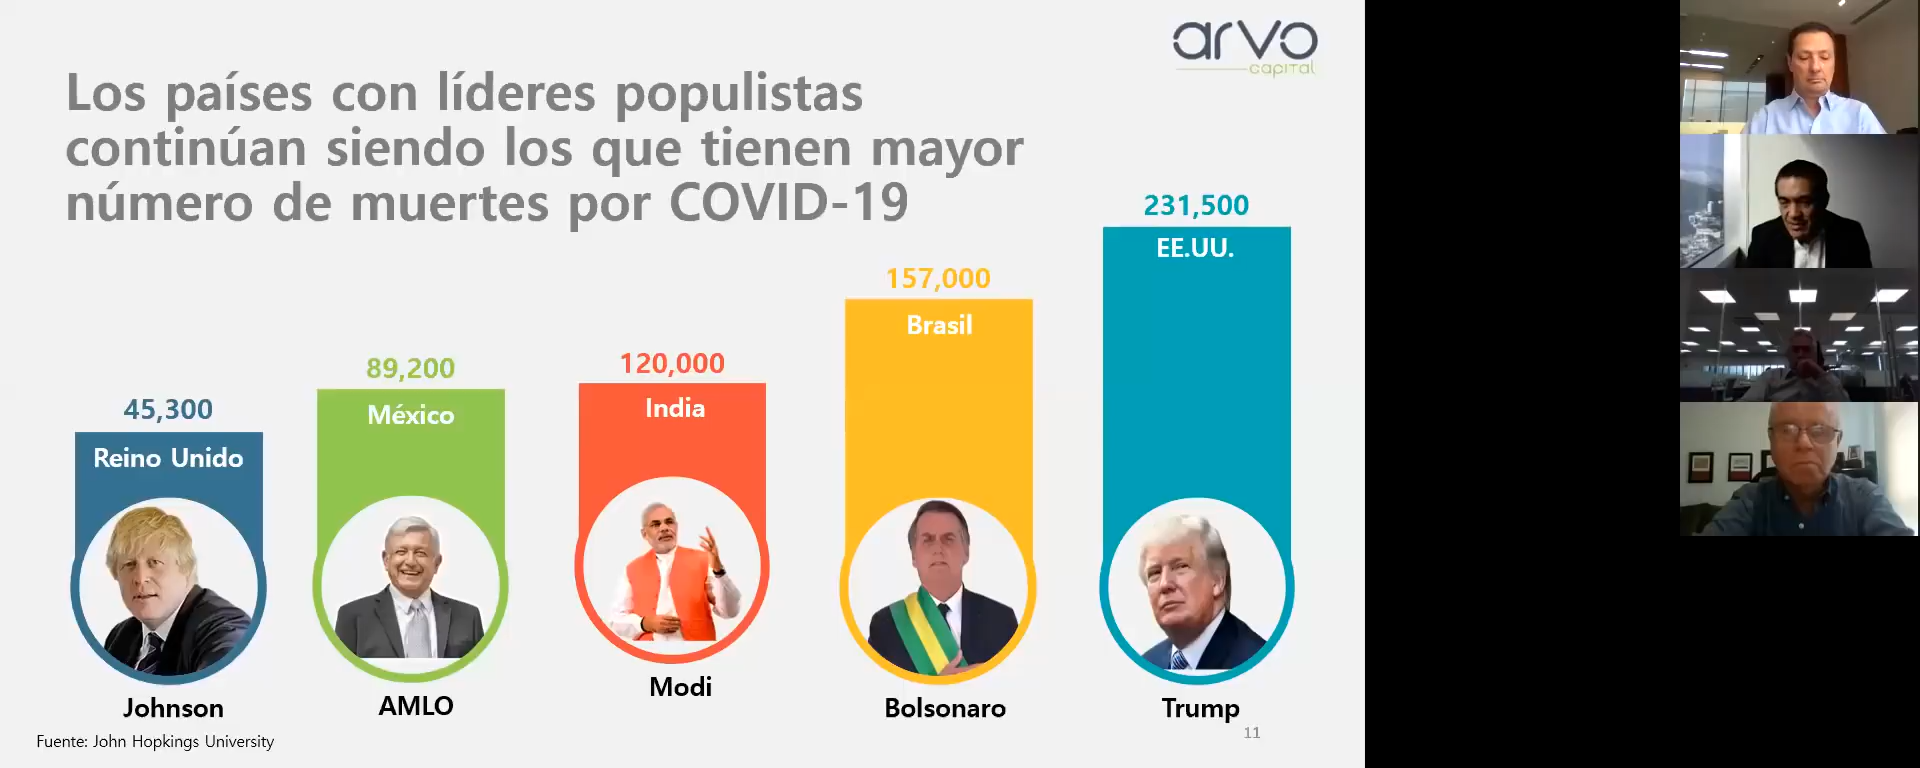 arvo
capital
Los países con líderes populistas
continúan siendo los que tienen mayor
número de muertes por COVID-19
45,300
Reino Unido
Johnson
89,200
México
AMLO
120,000
India
Modi
157,000
Brasil
Bolsonaro
231,500
EE.UU.
Trump
Fuente: John Hopkings University
11